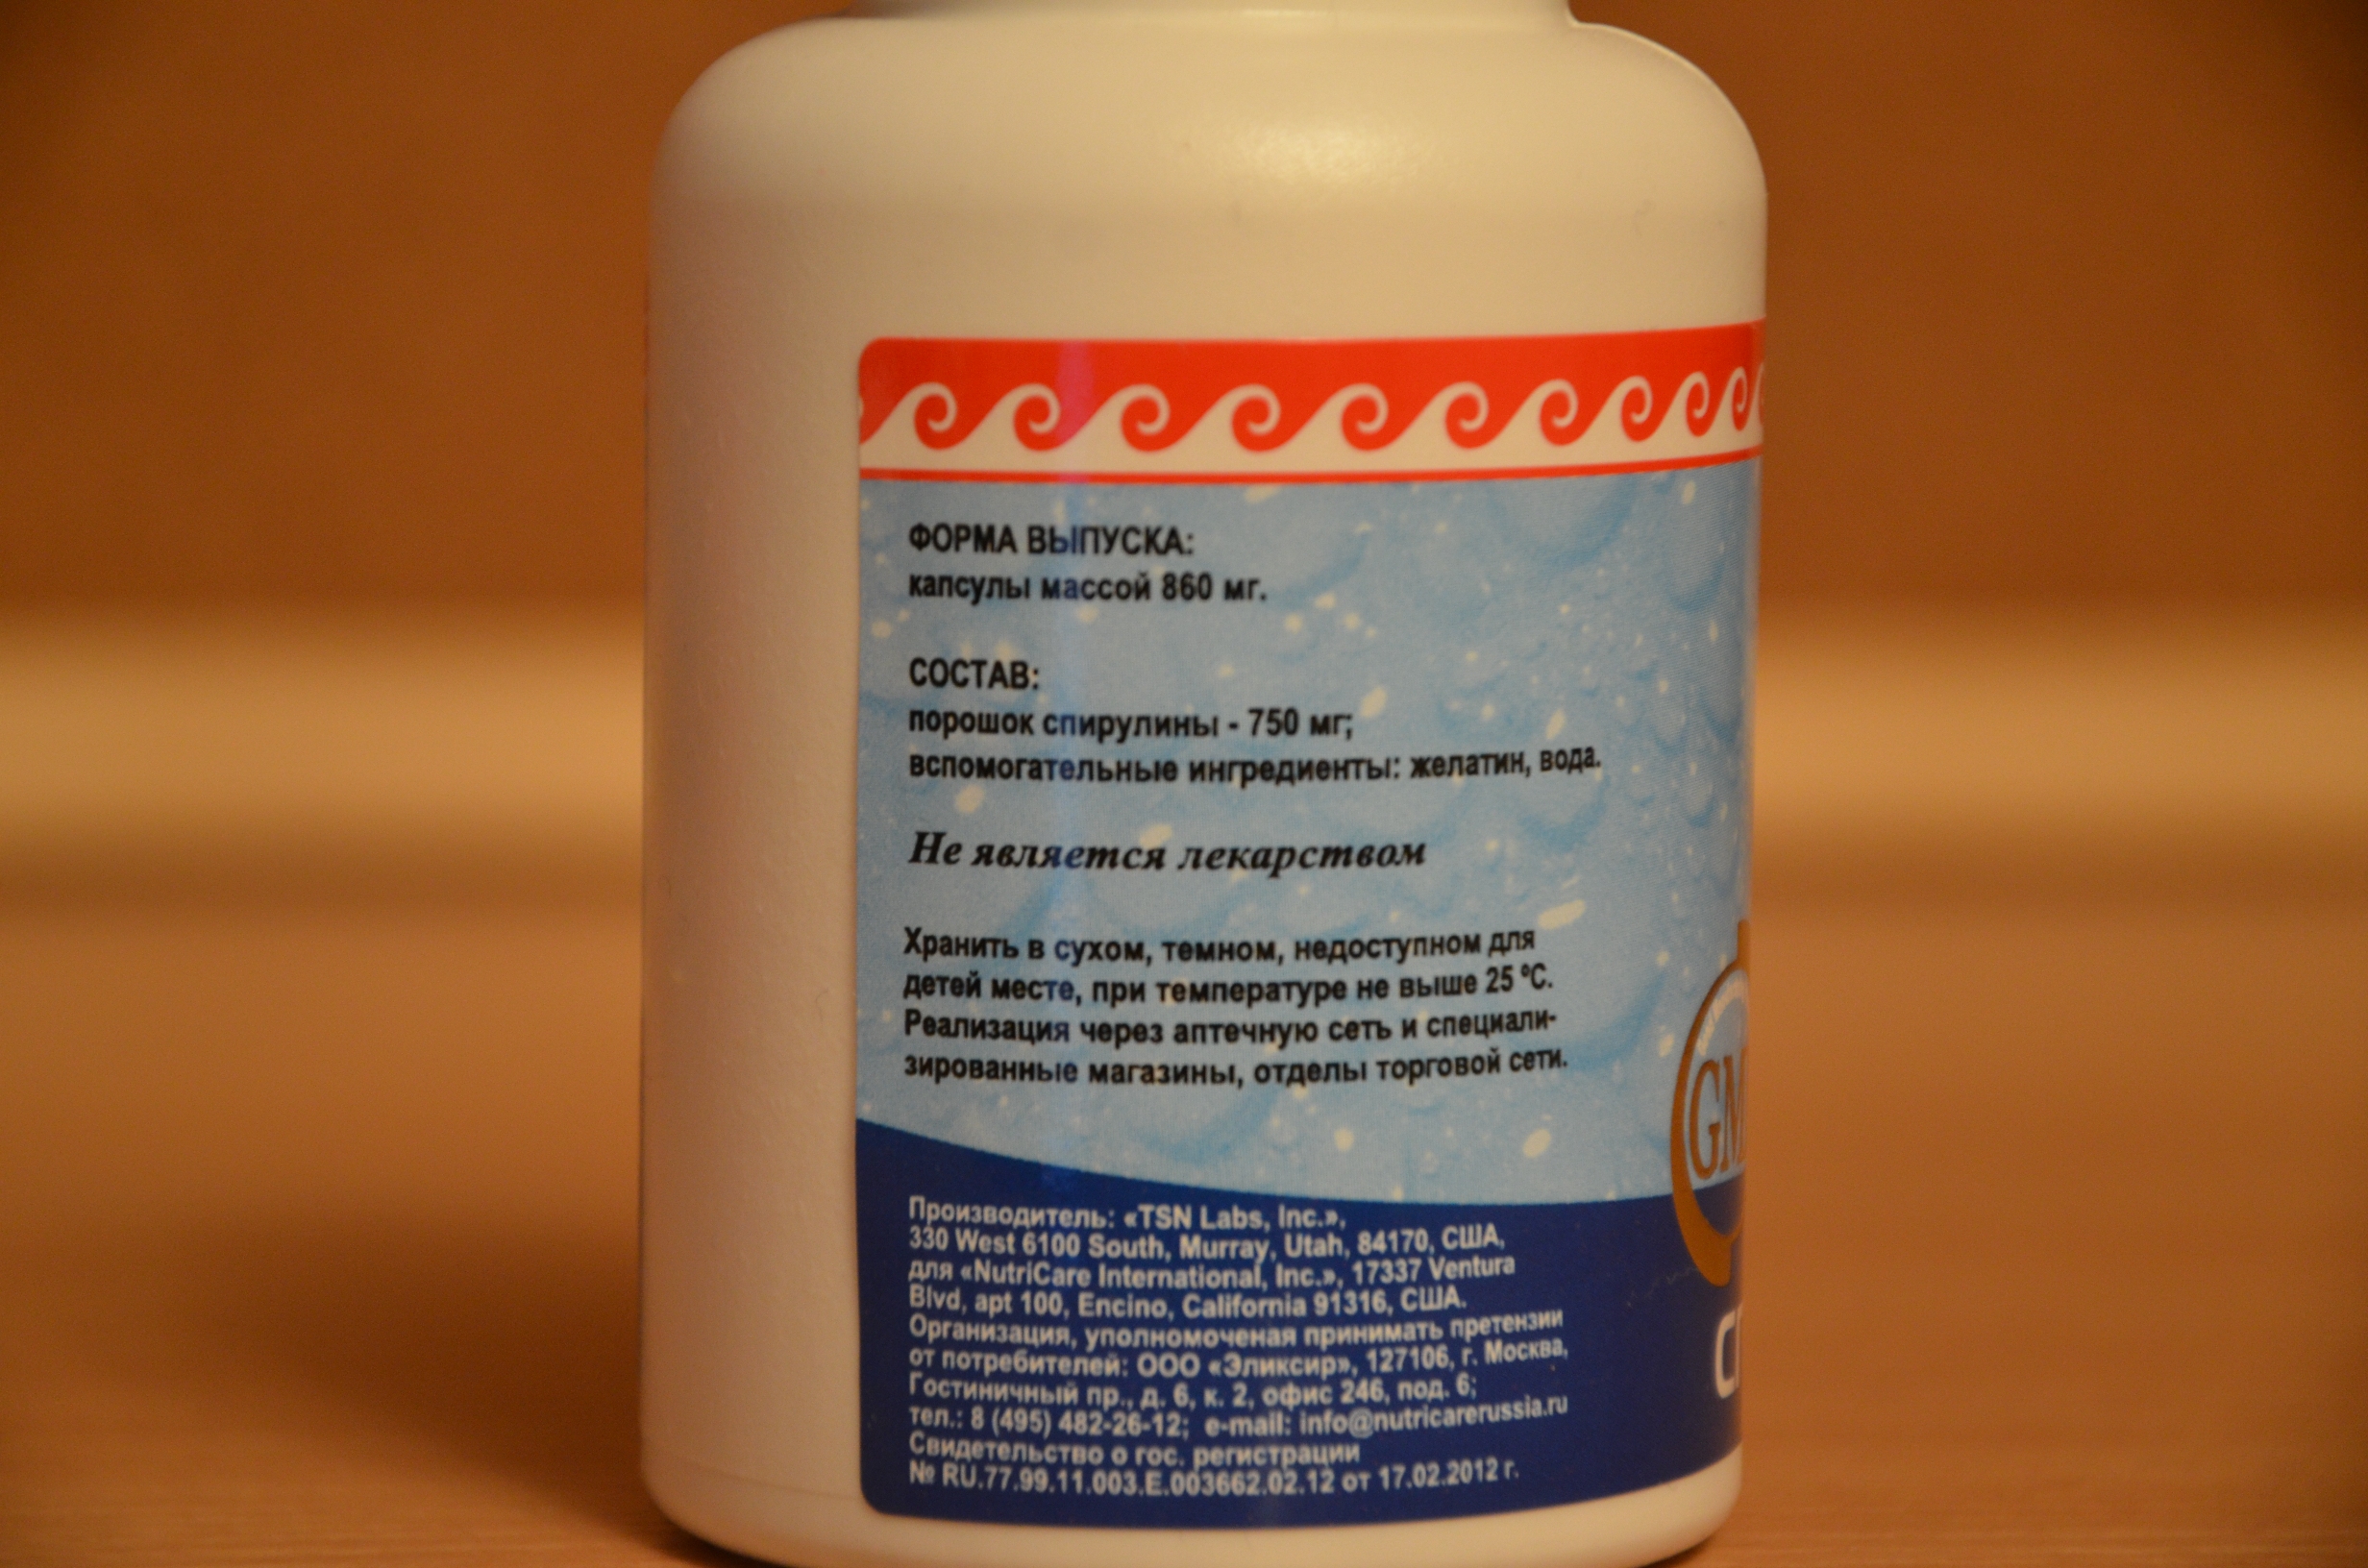 ФОРМА ВЫПУСКА:
капсулы массой 860 мг.
СОСТАВ:
порошок спирулины - 750 мг;
вспомогательные ингредиенты: желатин, вода.
Не является лекарством
Хранить в сухом, темном, недоступном для
детей месте, при температуре не выше 25 ºС.
Реализация через аптечную сеть и специали-
зированные магазины, отделы торговой сети.
Производитель: «TSN Labs, Inc.»,
330 West 6100 South, Murray, Utah, 84170, США,
для «NutriCare International, Inc.», 17337 Ventura
Blvd, apt 100, Encino, California 91316, США.
Организация, уполномоченая принимать претензии
от потребителей: ООО «Эликсир», 127106, г. Москва,
Гостиничный пр., д. 6, к. 2, офис 246, под. 6;
тел.: 8 (495) 482-26-12; e-mail: info@nutricarerussia.ru
Свидетельство о гос. регистрации
№ RU.77.99.11.003.Е.003662.02.12 от 17.02.2012 г.